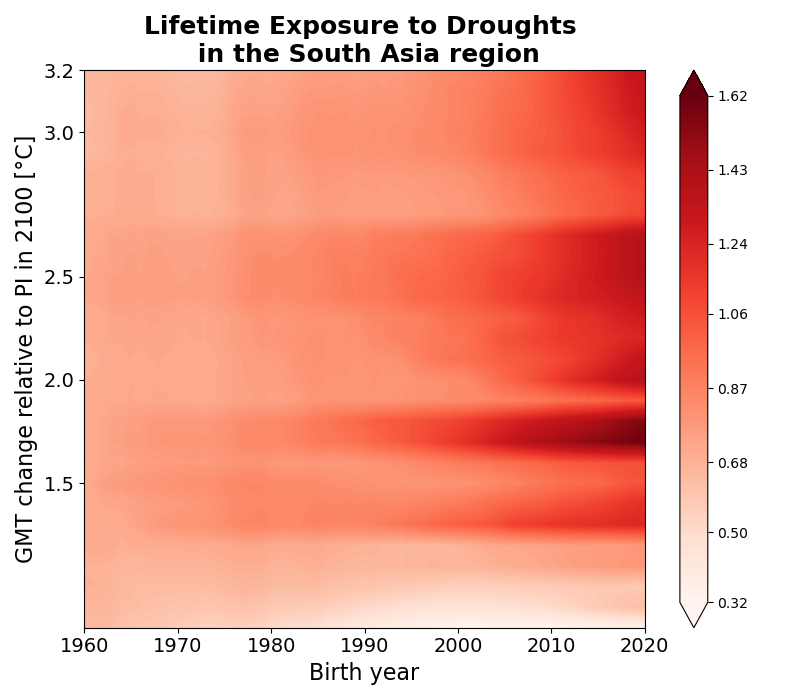 Lifetime Exposure to Droughts
in the South Asia region
GMT change relative to PI in 2100 [°C]
3.2
3.0
2.5
2.0
1.5
1960 1970 1980 1990 2000 2010 2020
Birth year
1.62
1.43
1.24
1.06
0.87
0.68
0.50
0.32